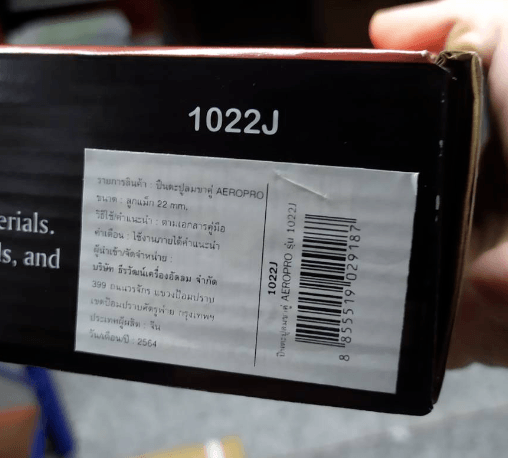 1022J
erials.
ls, and
รายการสินค้า : ปืนตะปูลมขาคู่ AEROPRO
ขนาด : ลูกแม็ก 22 mm,
วิธีใช้/คำแนะนำ : ตามเอกสารคู่มือ
คำเตือน : ใช้งานภายใต้คำแนะนำ
ผู้นำเข้า/จัดจำหน่าย :
บริษัท ธีรวัฒน์เครื่องอัดลม จำกัด
399 ถนนวรจักร แขวงป้อมปราบ
เขตป้อมปราบศัตรูพ่าย กรุงเทพฯ
ประเทศผู้ผลิต : จีน
วัน/เดือน/ปี : 2564
1022J
ปืนตะปูลมขาคู่ AEROPRO รุ่น 1022J
8 855519 029187